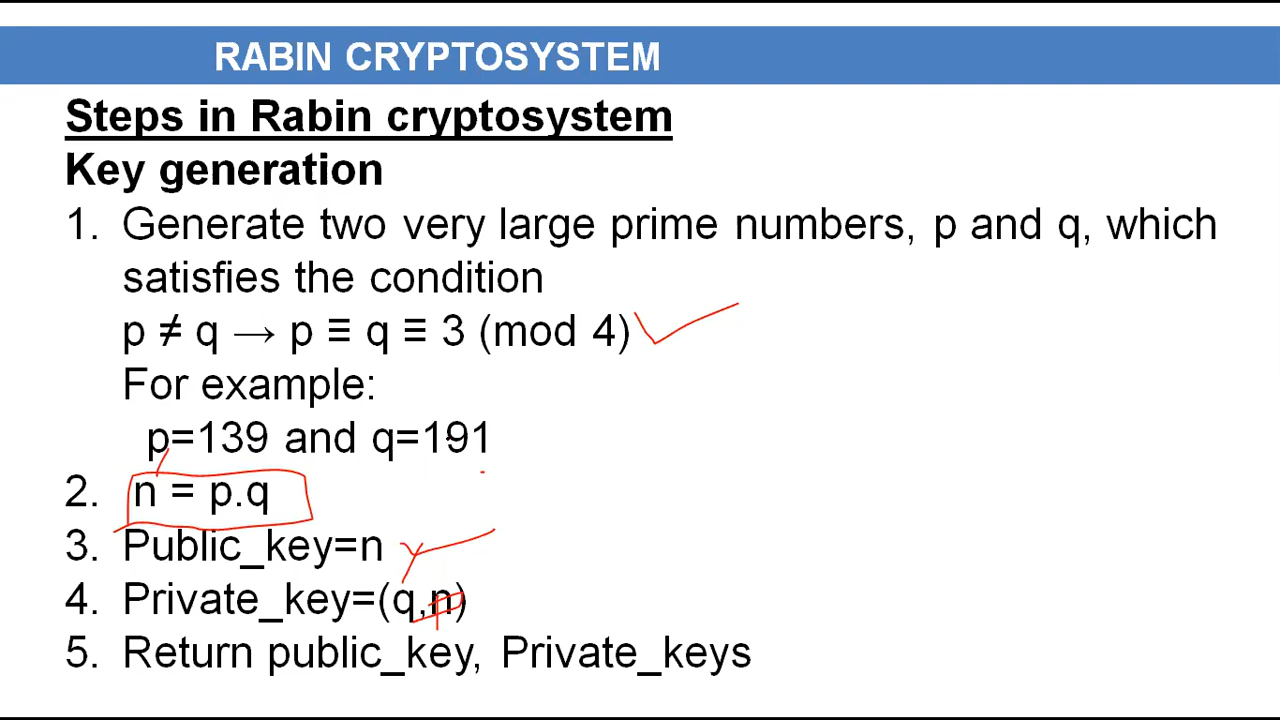 RABIN CRYPTOSYSTEM
Steps in Rabin cryptosystem
Key generation
1. Generate two very large prime numbers, p and q, which
satisfies the condition
p ≠ q → p ≡ q ≡ 3 (mod 4)
For example:
p=139 and q=191
2. n = p.q
3. Public_key=n
4. Private_key=(q,n)
5. Return public_key, Private_keys